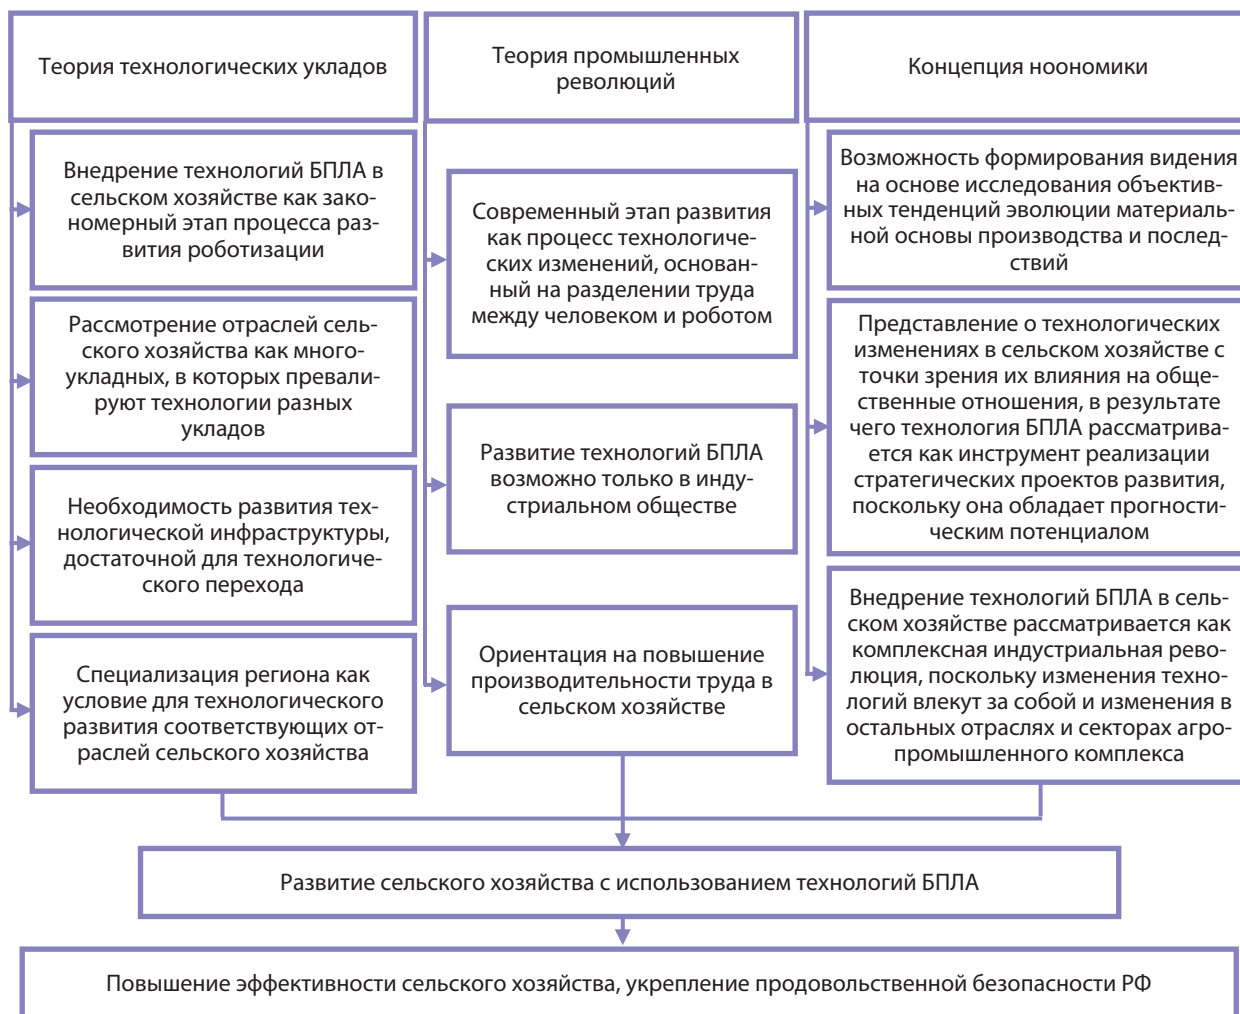 Теория технологических укладов
Внедрение технологий БПЛА в
сельском хозяйстве как зако-
номерный этап процесса раз-
вития роботизации
Рассмотрение отраслей сель-
ского хозяйства как много-
укладных, в которых превали-
руют технологии разных
укладов
Необходимость развития тех-
нологической инфраструктуры,
достаточной для технологиче-
ского перехода
Специализация региона как
условие для технологического
развития соответствующих от-
раслей сельского хозяйства
Теория промышленных
революций
Современный этап развития
как процесс технологиче-
ских изменений, основан-
ный на разделении труда
между человеком и роботом
Развитие технологий БПЛА
возможно только в инду-
стриальном обществе
Ориентация на повышение
производительности труда в
сельском хозяйстве
Концепция ноономики
Возможность формирования видения
на основе исследования объектив-
ных тенденций эволюции материаль-
ной основы производства и послед-
ствий
Представление о технологических
изменениях в сельском хозяйстве с
точки зрения их влияния на обще-
ственные отношения, в результате
чего технология БПЛА рассматрива-
ется как инструмент реализации
стратегических проектов развития,
поскольку она обладает прогности-
ческим потенциалом
Внедрение технологий БПЛА в сель-
ском хозяйстве рассматривается как
комплексная индустриальная рево-
люция, поскольку изменения техно-
логий влекут за собой и изменения в
остальных отраслях и секторах агро-
промышленного комплекса
Развитие сельского хозяйства с использованием технологий БПЛА
Повышение эффективности сельского хозяйства, укрепление продовольственной безопасности РФ